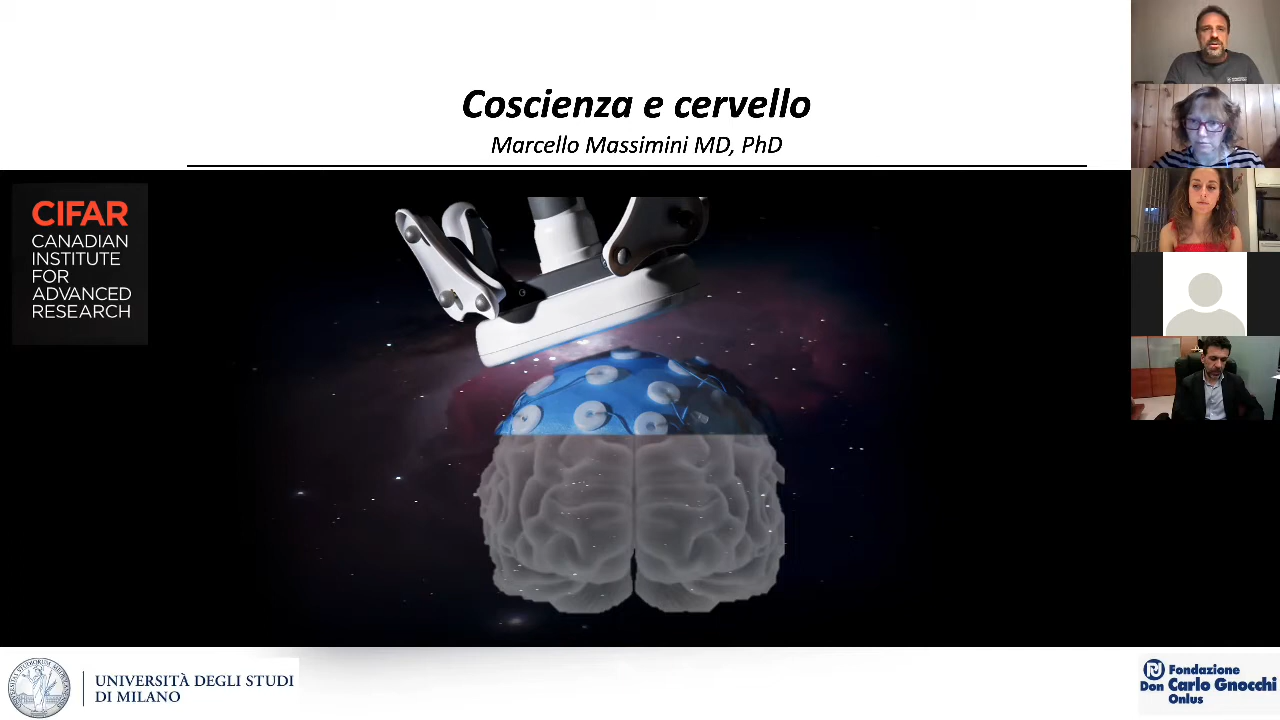 Coscienza e cervello
Marcello Massimini MD, PhD
CIFAR
CANADIAN
INSTITUTE
FOR
ADVANCED
RESEARCH
UNIVERSITÀ DEGLI STUDI
DI MILANO
Fondazione
Don Carlo Gnocchi
Onlus